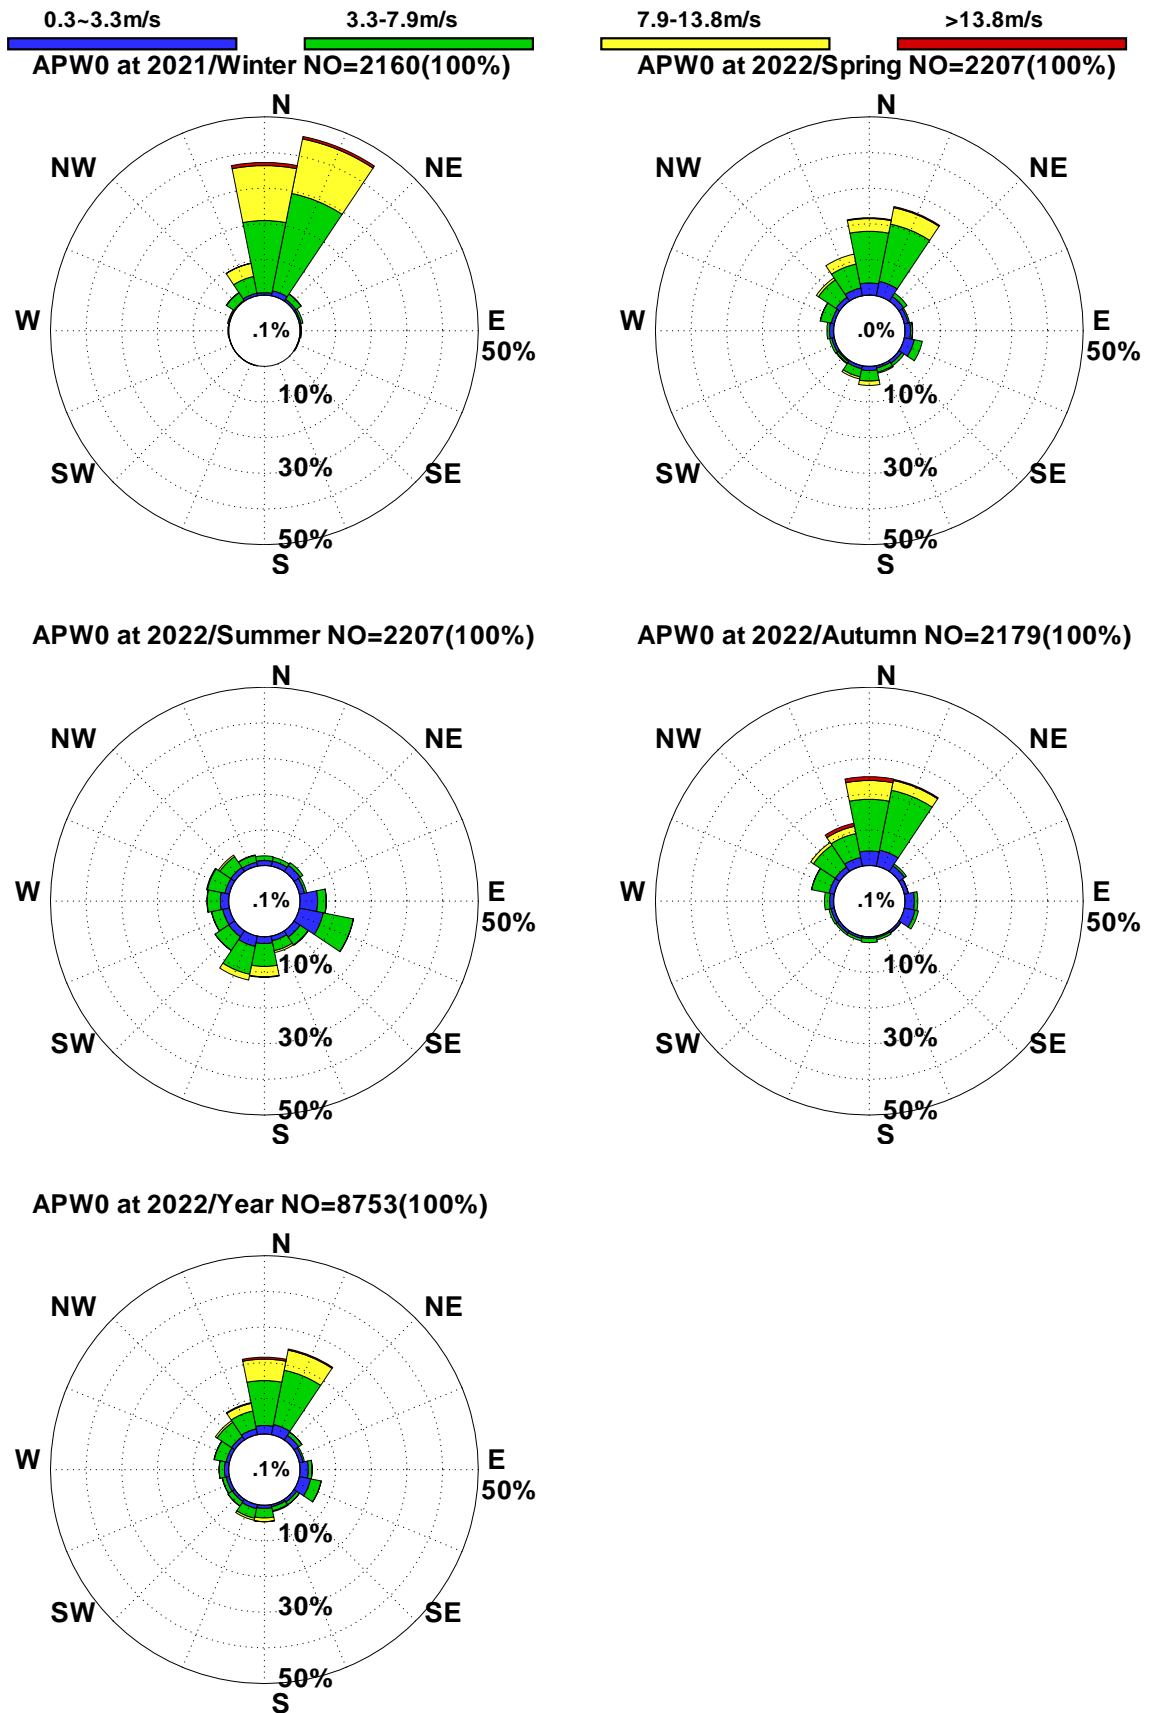 0.3~3.3m/s 3.3-7.9m/s 7.9-13.8m/s >13.8m/s
APW0 at 2021/Winter NO=2160(100%)
N
NW NE
W .1% E
50%
10%
SW 30% SE
50%
S
APW0 at 2022/Spring NO=2207(100%)
N
NW NE
W .0% E
50%
10%
SW 30% SE
50%
S
APW0 at 2022/Summer NO=2207(100%)
N
NW NE
W .1% E
50%
10%
SW 30% SE
50%
S
APW0 at 2022/Autumn NO=2179(100%)
N
NW NE
W .1% E
50%
10%
SW 30% SE
50%
S
APW0 at 2022/Year NO=8753(100%)
N
NW NE
W .1% E
50%
10%
SW 30% SE
50%
S